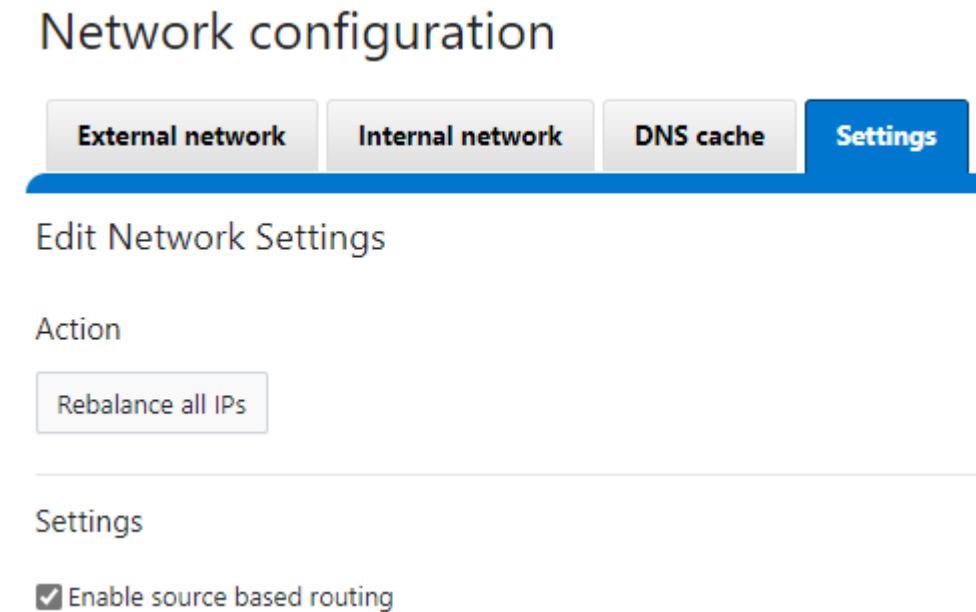 Network configuration
External network
Internal network
DNS cache
Settings
Edit Network Settings
Action
Rebalance all IPs
Settings
Enable source based routing